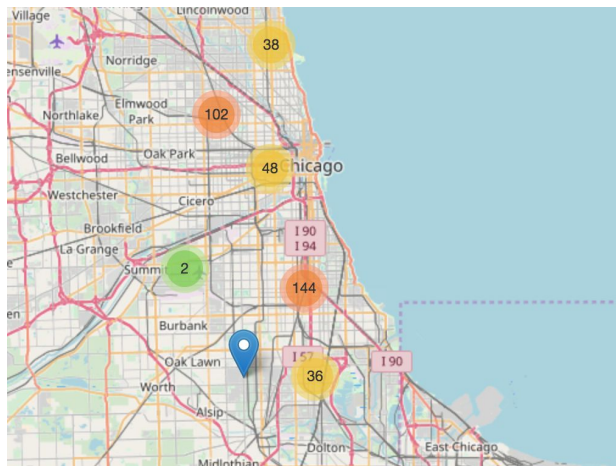 Lincolnwood
Village
38
Norridge
ensenville
Elmwood
Park
102
Northlake
Oak Park
Bellwood
48
Chicago
Westchester
Cicero
Brookfield
I 90
I 94
La Grange
Summ
2
144
Burbank
I 57
I 90
Oak Lawn
36
Worth
Alsip
Dolton
East Chicago
Midlothian